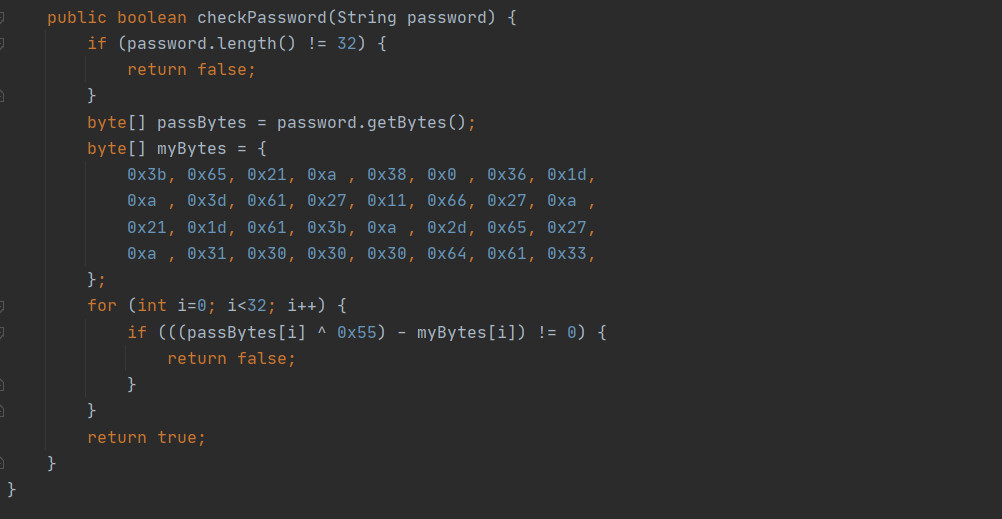 public boolean checkPassword(String password) {
if (password.length() != 32) {
return false;
}
byte[] passBytes = password.getBytes();
byte[] myBytes = {
0x3b, 0x65, 0x21, 0xa , 0x38, 0x0 , 0x36, 0x1d,
0xa , 0x3d, 0x61, 0x27, 0x11, 0x66, 0x27, 0xa ,
0x21, 0x1d, 0x61, 0x3b, 0xa , 0x2d, 0x65, 0x27,
0xa , 0x31, 0x30, 0x30, 0x30, 0x64, 0x61, 0x33,
};
for (int i=0; i<32; i++) {
if (((passBytes[i] ^ 0x55) - myBytes[i]) != 0) {
return false;
}
}
return true;
}
}